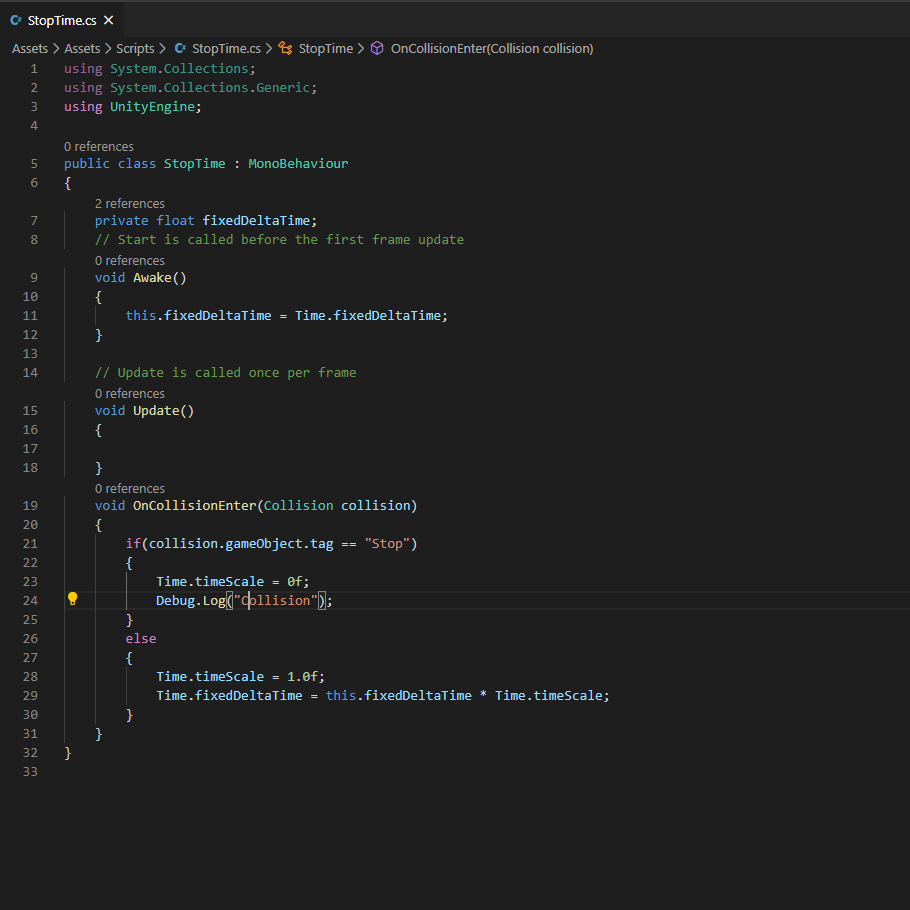 StopTime.cs
Assets > Assets > Scripts > StopTime.cs > StopTime > OnCollisionEnter(Collision collision)
1 using System.Collections;
2 using System.Collections.Generic;
3 using UnityEngine;
4
0 references
5 public class StopTime : MonoBehaviour
6 {
2 references
7 private float fixedDeltaTime;
8 // Start is called before the first frame update
0 references
9 void Awake()
10 {
11 this.fixedDeltaTime = Time.fixedDeltaTime;
12 }
13
14 // Update is called once per frame
0 references
15 void Update()
16 {
17
18 }
0 references
19 void OnCollisionEnter(Collision collision)
20 {
21 if(collision.gameObject.tag == "Stop")
22 {
23 Time.timeScale = 0f;
24 Debug.Log("Collision");
25 }
26 else
27 {
28 Time.timeScale = 1.0f;
29 Time.fixedDeltaTime = this.fixedDeltaTime * Time.timeScale;
30 }
31 }
32 }
33